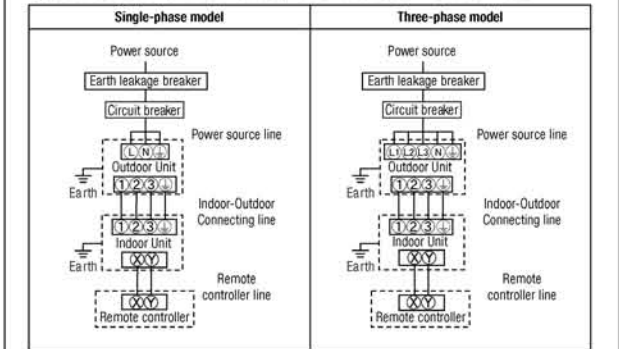 Single-phase model
Power source
Earth leakage breaker
Circuit breaker
Power source line
L N
Outdoor Unit
Earth
1 2 3
Indoor-Outdoor
Connecting line
1 2 3
Indoor Unit
Earth
X Y
Remote
controller line
X Y
Remote controller
Three-phase model
Power source
Earth leakage breaker
Circuit breaker
Power source line
L1 L2 L3 N
Outdoor Unit
Earth
1 2 3
Indoor-Outdoor
Connecting line
1 2 3
Indoor Unit
Earth
X Y
Remote
controller line
X Y
Remote controller